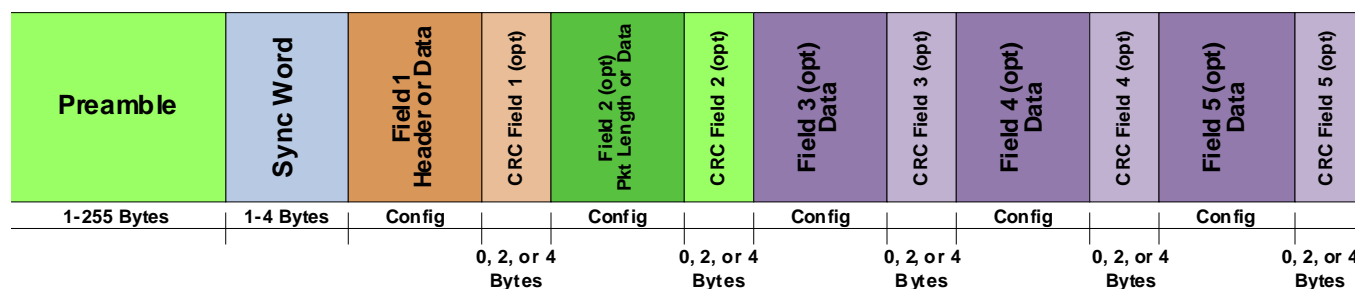 Preamble
Sync Word
Field 1
Header or Data
CRC Field 1 (opt)
Field 2 (opt)
Pkt Length or Data
CRC Field 2 (opt)
Field 3 (opt)
Data
CRC Field 3 (opt)
Field 4 (opt)
Data
CRC Field 4 (opt)
Field 5 (opt)
Data
CRC Field 5 (opt)
1-255 Bytes
1-4 Bytes
Config
Config
Config
Config
Config
0, 2, or 4
Bytes
0, 2, or 4
Bytes
0, 2, or 4
Bytes
0, 2, or 4
Bytes
0, 2, or 4
Bytes